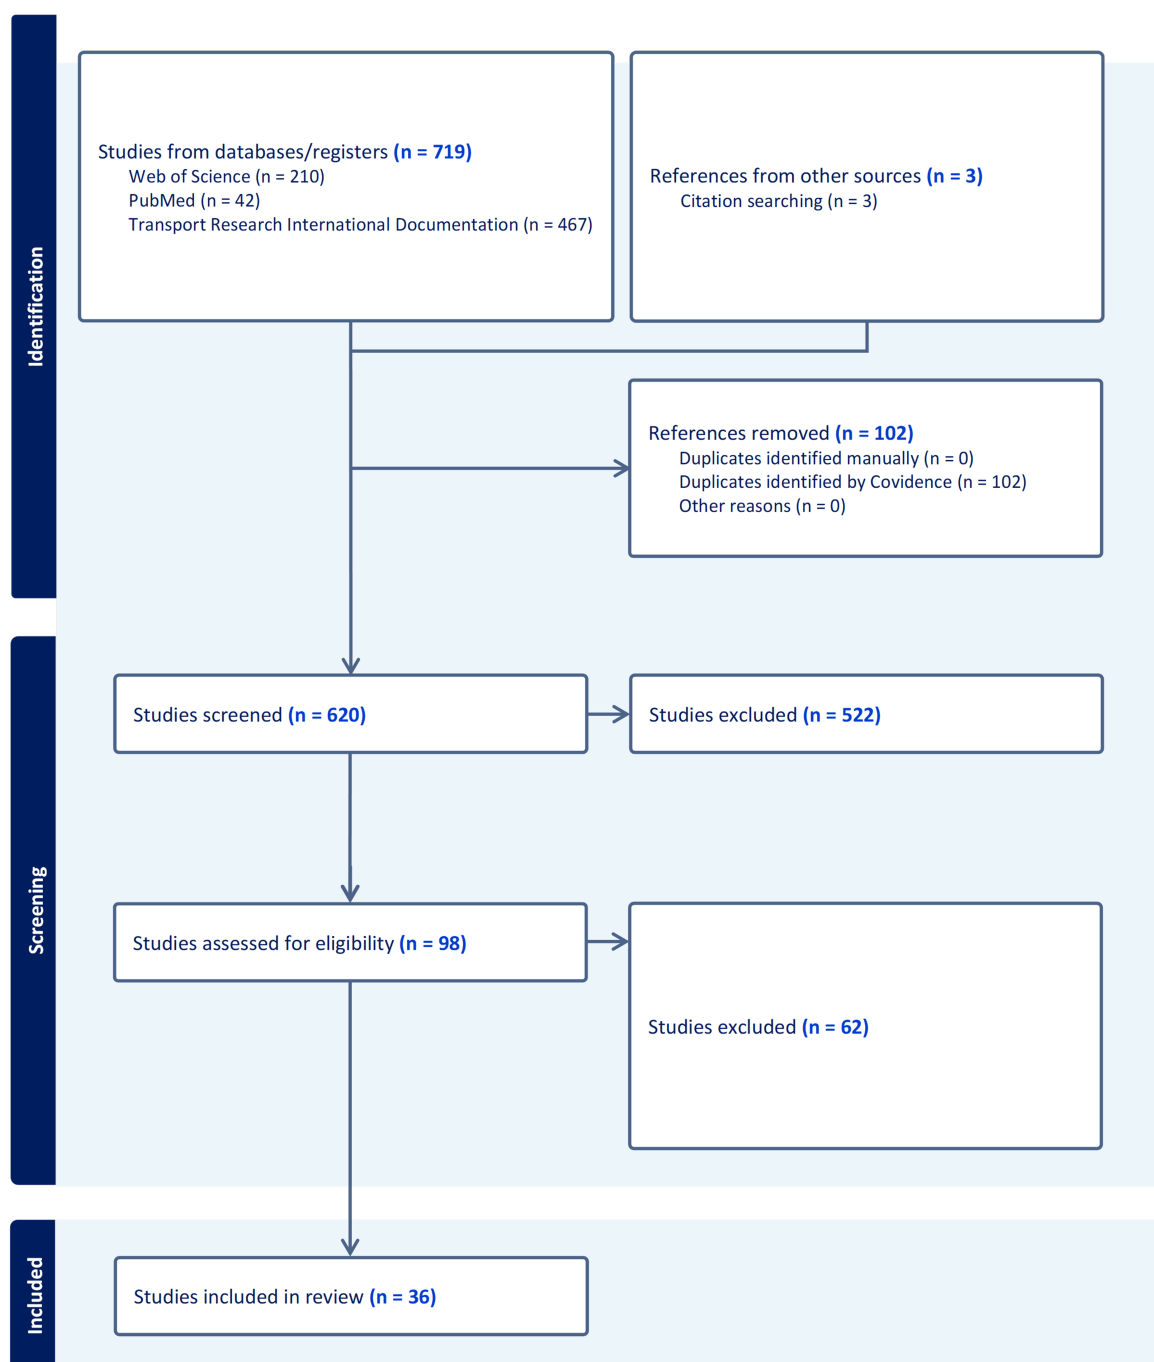 Identification
Studies from databases/registers (n = 719)
Web of Science (n = 210)
PubMed (n = 42)
Transport Research International Documentation (n = 467)
References from other sources (n = 3)
Citation searching (n = 3)
References removed (n = 102)
Duplicates identified manually (n = 0)
Duplicates identified by Covidence (n = 102)
Other reasons (n = 0)
Screening
Studies screened (n = 620)
Studies excluded (n = 522)
Studies assessed for eligibility (n = 98)
Studies excluded (n = 62)
Included
Studies included in review (n = 36)